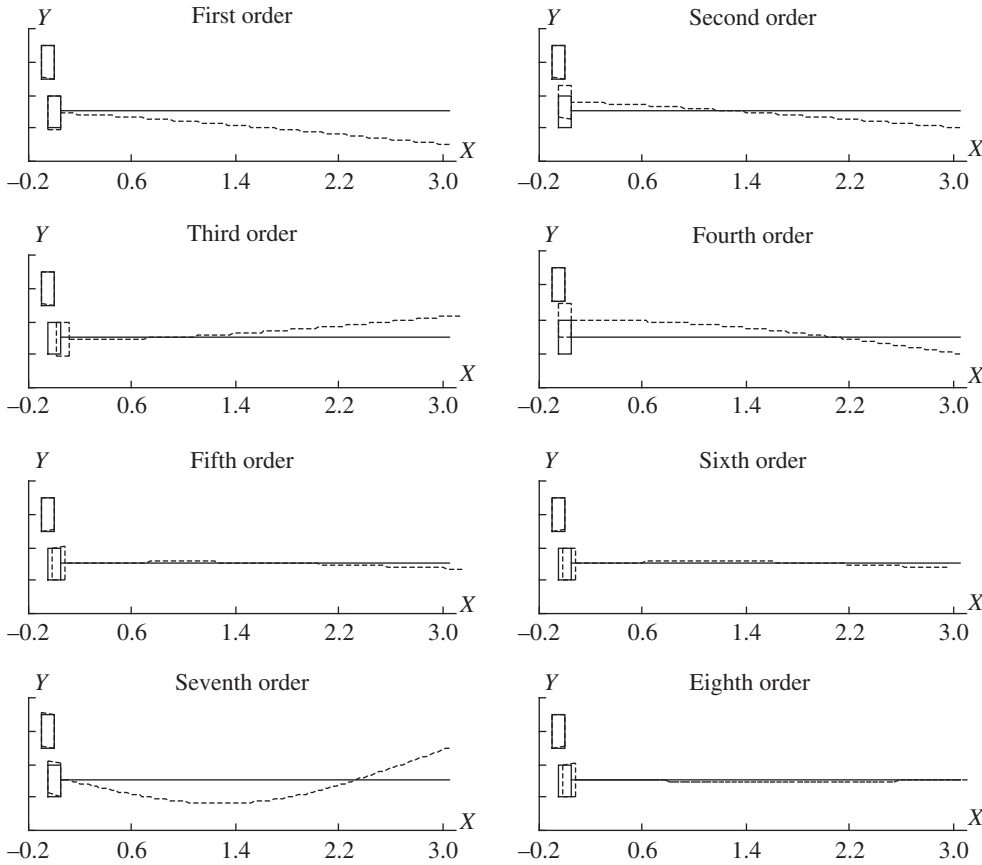 Y First order
X
–0.2 0.6 1.4 2.2 3.0
Y Second order
X
–0.2 0.6 1.4 2.2 3.0
Y Third order
X
–0.2 0.6 1.4 2.2 3.0
Y Fourth order
X
–0.2 0.6 1.4 2.2 3.0
Y Fifth order
X
–0.2 0.6 1.4 2.2 3.0
Y Sixth order
X
–0.2 0.6 1.4 2.2 3.0
Y Seventh order
X
–0.2 0.6 1.4 2.2 3.0
Y Eighth order
X
–0.2 0.6 1.4 2.2 3.0